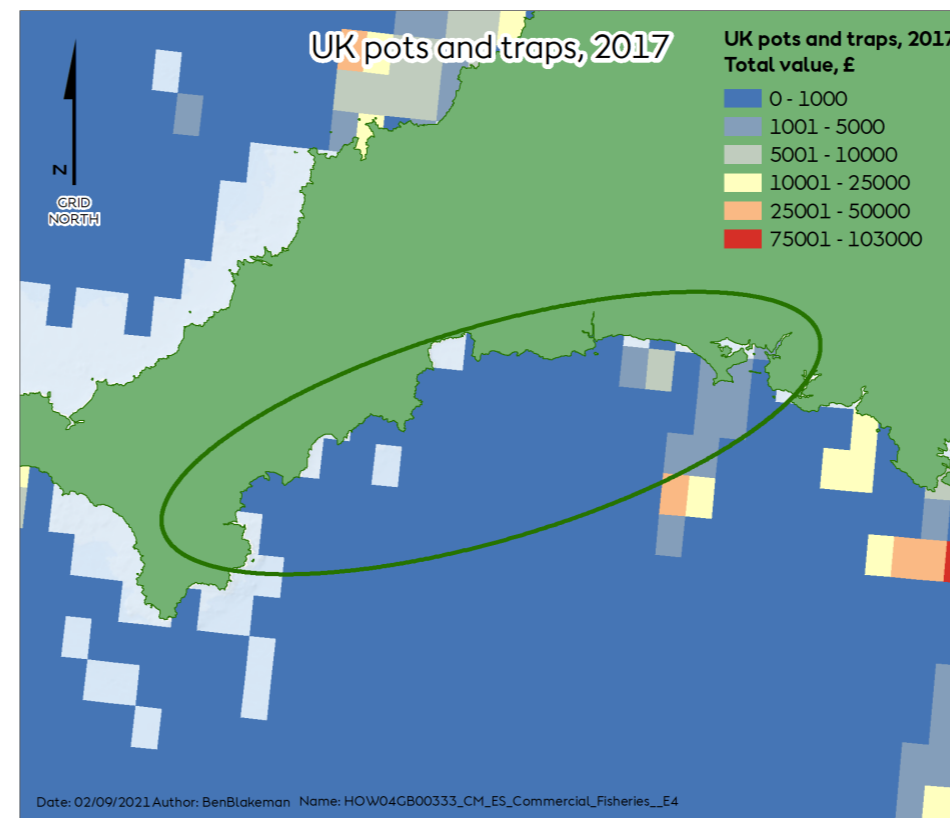 UK pots and traps, 2017
UK pots and traps, 2017
Total value, £
0 - 1000
1001 - 5000
5001 - 10000
10001 - 25000
25001 - 50000
75001 - 103000
N
GRID
NORTH
Date: 02/09/2021 Author: BenBlakeman Name: HOW04GB00333_CM_ES_Commercial_Fisheries__E4